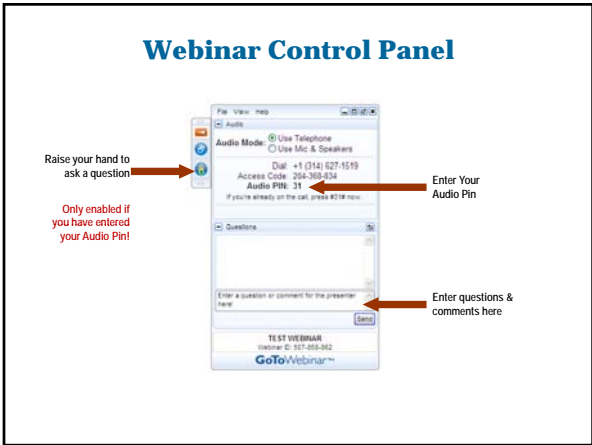 Webinar Control Panel
File View Help
Audio
Audio Mode: Use Telephone
Use Mic & Speakers
Dial: +1 (314) 627-1519
Access Code: 204-368-834
Audio PIN: 31
If you're already on the call, press #31# now.
Raise your hand to
ask a question
Only enabled if
you have entered
your Audio Pin!
Enter Your
Audio Pin
Questions
Enter a question or comment for the presenter
here!
Send
Enter questions &
comments here
TEST WEBINAR
Webinar ID: 507-858-862
GoToWebinar™